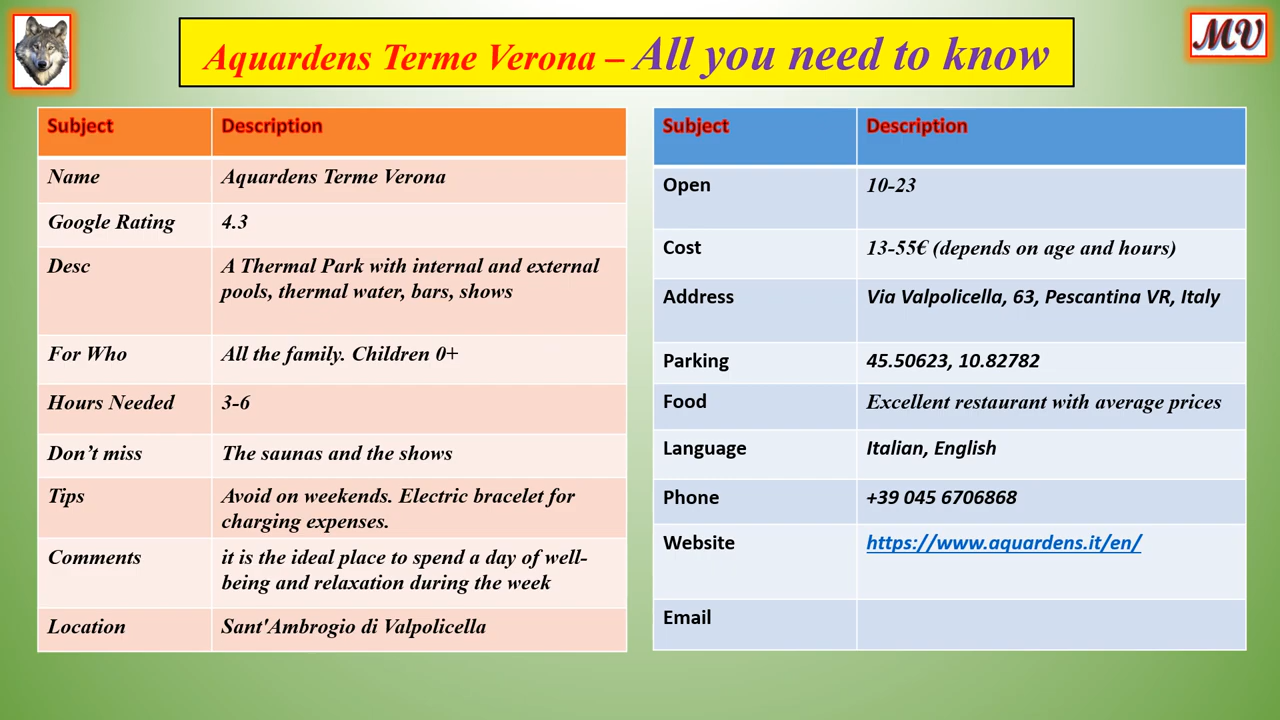 Aquardens Terme Verona – All you need to know
MV
Subject Description
Name Aquardens Terme Verona
Google Rating 4.3
Desc A Thermal Park with internal and external
pools, thermal water, bars, shows
For Who All the family. Children 0+
Hours Needed 3-6
Don’t miss The saunas and the shows
Tips Avoid on weekends. Electric bracelet for
charging expenses.
Comments it is the ideal place to spend a day of well-
being and relaxation during the week
Location Sant'Ambrogio di Valpolicella
Subject Description
Open 10-23
Cost 13-55€ (depends on age and hours)
Address Via Valpolicella, 63, Pescantina VR, Italy
Parking 45.50623, 10.82782
Food Excellent restaurant with average prices
Language Italian, English
Phone +39 045 6706868
Website https://www.aquardens.it/en/
Email